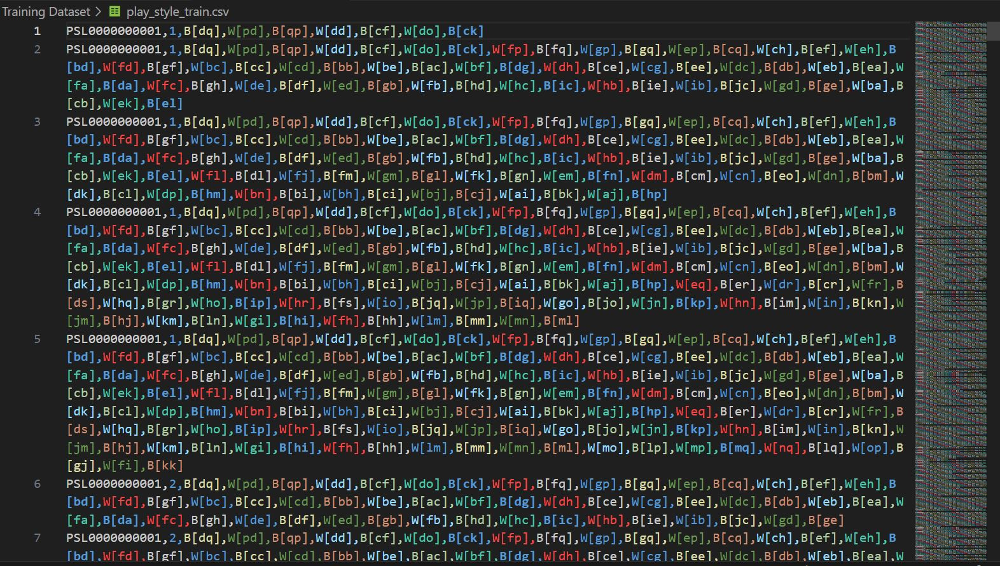 Training Dataset > play_style_train.csv
1 PSL0000000001,1,B[dq],W[pd],B[qp],W[dd],B[cf],W[do],B[ck]
2 PSL0000000001,1,B[dq],W[pd],B[qp],W[dd],B[cf],W[do],B[ck],W[fp],B[fq],W[gp],B[gq],W[ep],B[cq],W[ch],B[ef],W[eh],B
[bd],W[fd],B[gf],W[bc],B[cc],W[cd],B[bb],W[be],B[ac],W[bf],B[dg],W[dh],B[ce],W[cg],B[ee],W[dc],B[db],W[eb],B[ea],W
[fa],B[da],W[fc],B[gh],W[de],B[df],W[ed],B[gb],W[fb],B[hd],W[hc],B[ic],W[hb],B[ie],W[ib],B[jc],W[gd],B[ge],W[ba],B
[cb],W[ek],B[el]
3 PSL0000000001,1,B[dq],W[pd],B[qp],W[dd],B[cf],W[do],B[ck],W[fp],B[fq],W[gp],B[gq],W[ep],B[cq],W[ch],B[ef],W[eh],B
[bd],W[fd],B[gf],W[bc],B[cc],W[cd],B[bb],W[be],B[ac],W[bf],B[dg],W[dh],B[ce],W[cg],B[ee],W[dc],B[db],W[eb],B[ea],W
[fa],B[da],W[fc],B[gh],W[de],B[df],W[ed],B[gb],W[fb],B[hd],W[hc],B[ic],W[hb],B[ie],W[ib],B[jc],W[gd],B[ge],W[ba],B
[cb],W[ek],B[el],W[fl],B[dl],W[fj],B[fm],W[gm],B[gl],W[fk],B[gn],W[em],B[fn],W[dm],B[cm],W[cn],B[eo],W[dn],B[bm],W
[dk],B[cl],W[dp],B[hm],W[bn],B[bi],W[bh],B[ci],W[bj],B[cj],W[ai],B[bk],W[aj],B[hp]
4 PSL0000000001,1,B[dq],W[pd],B[qp],W[dd],B[cf],W[do],B[ck],W[fp],B[fq],W[gp],B[gq],W[ep],B[cq],W[ch],B[ef],W[eh],B
[bd],W[fd],B[gf],W[bc],B[cc],W[cd],B[bb],W[be],B[ac],W[bf],B[dg],W[dh],B[ce],W[cg],B[ee],W[dc],B[db],W[eb],B[ea],W
[fa],B[da],W[fc],B[gh],W[de],B[df],W[ed],B[gb],W[fb],B[hd],W[hc],B[ic],W[hb],B[ie],W[ib],B[jc],W[gd],B[ge],W[ba],B
[cb],W[ek],B[el],W[fl],B[dl],W[fj],B[fm],W[gm],B[gl],W[fk],B[gn],W[em],B[fn],W[dm],B[cm],W[cn],B[eo],W[dn],B[bm],W
[dk],B[cl],W[dp],B[hm],W[bn],B[bi],W[bh],B[ci],W[bj],B[cj],W[ai],B[bk],W[aj],B[hp],W[eq],B[er],W[dr],B[cr],W[fr],B
[ds],W[hq],B[gr],W[ho],B[ip],W[hr],B[fs],W[io],B[jq],W[jp],B[iq],W[go],B[jo],W[jn],B[kp],W[hn],B[im],W[in],B[kn],W
[jm],B[hj],W[km],B[ln],W[gi],B[hi],W[fh],B[hh],W[lm],B[mm],W[mn],B[ml]
5 PSL0000000001,1,B[dq],W[pd],B[qp],W[dd],B[cf],W[do],B[ck],W[fp],B[fq],W[gp],B[gq],W[ep],B[cq],W[ch],B[ef],W[eh],B
[bd],W[fd],B[gf],W[bc],B[cc],W[cd],B[bb],W[be],B[ac],W[bf],B[dg],W[dh],B[ce],W[cg],B[ee],W[dc],B[db],W[eb],B[ea],W
[fa],B[da],W[fc],B[gh],W[de],B[df],W[ed],B[gb],W[fb],B[hd],W[hc],B[ic],W[hb],B[ie],W[ib],B[jc],W[gd],B[ge],W[ba],B
[cb],W[ek],B[el],W[fl],B[dl],W[fj],B[fm],W[gm],B[gl],W[fk],B[gn],W[em],B[fn],W[dm],B[cm],W[cn],B[eo],W[dn],B[bm],W
[dk],B[cl],W[dp],B[hm],W[bn],B[bi],W[bh],B[ci],W[bj],B[cj],W[ai],B[bk],W[aj],B[hp],W[eq],B[er],W[dr],B[cr],W[fr],B
[ds],W[hq],B[gr],W[ho],B[ip],W[hr],B[fs],W[io],B[jq],W[jp],B[iq],W[go],B[jo],W[jn],B[kp],W[hn],B[im],W[in],B[kn],W
[jm],B[hj],W[km],B[ln],W[gi],B[hi],W[fh],B[hh],W[lm],B[mm],W[mn],B[ml],W[mo],B[lp],W[mp],B[mq],W[nq],B[lq],W[op],B
[gj],W[fi],B[kk]
6 PSL0000000001,2,B[dq],W[pd],B[qp],W[dd],B[cf],W[do],B[ck],W[fp],B[fq],W[gp],B[gq],W[ep],B[cq],W[ch],B[ef],W[eh],B
[bd],W[fd],B[gf],W[bc],B[cc],W[cd],B[bb],W[be],B[ac],W[bf],B[dg],W[dh],B[ce],W[cg],B[ee],W[dc],B[db],W[eb],B[ea],W
[fa],B[da],W[fc],B[gh],W[de],B[df],W[ed],B[gb],W[fb],B[hd],W[hc],B[ic],W[hb],B[ie],W[ib],B[jc],W[gd],B[ge]
7 PSL0000000001,2,B[dq],W[pd],B[qp],W[dd],B[cf],W[do],B[ck],W[fp],B[fq],W[gp],B[gq],W[ep],B[cq],W[ch],B[ef],W[eh],B
[bd],W[fd],B[gf],W[bc],B[cc],W[cd],B[bb],W[be],B[ac],W[bf],B[dg],W[dh],B[ce],W[cg],B[ee],W[dc],B[db],W[eb],B[ea],W